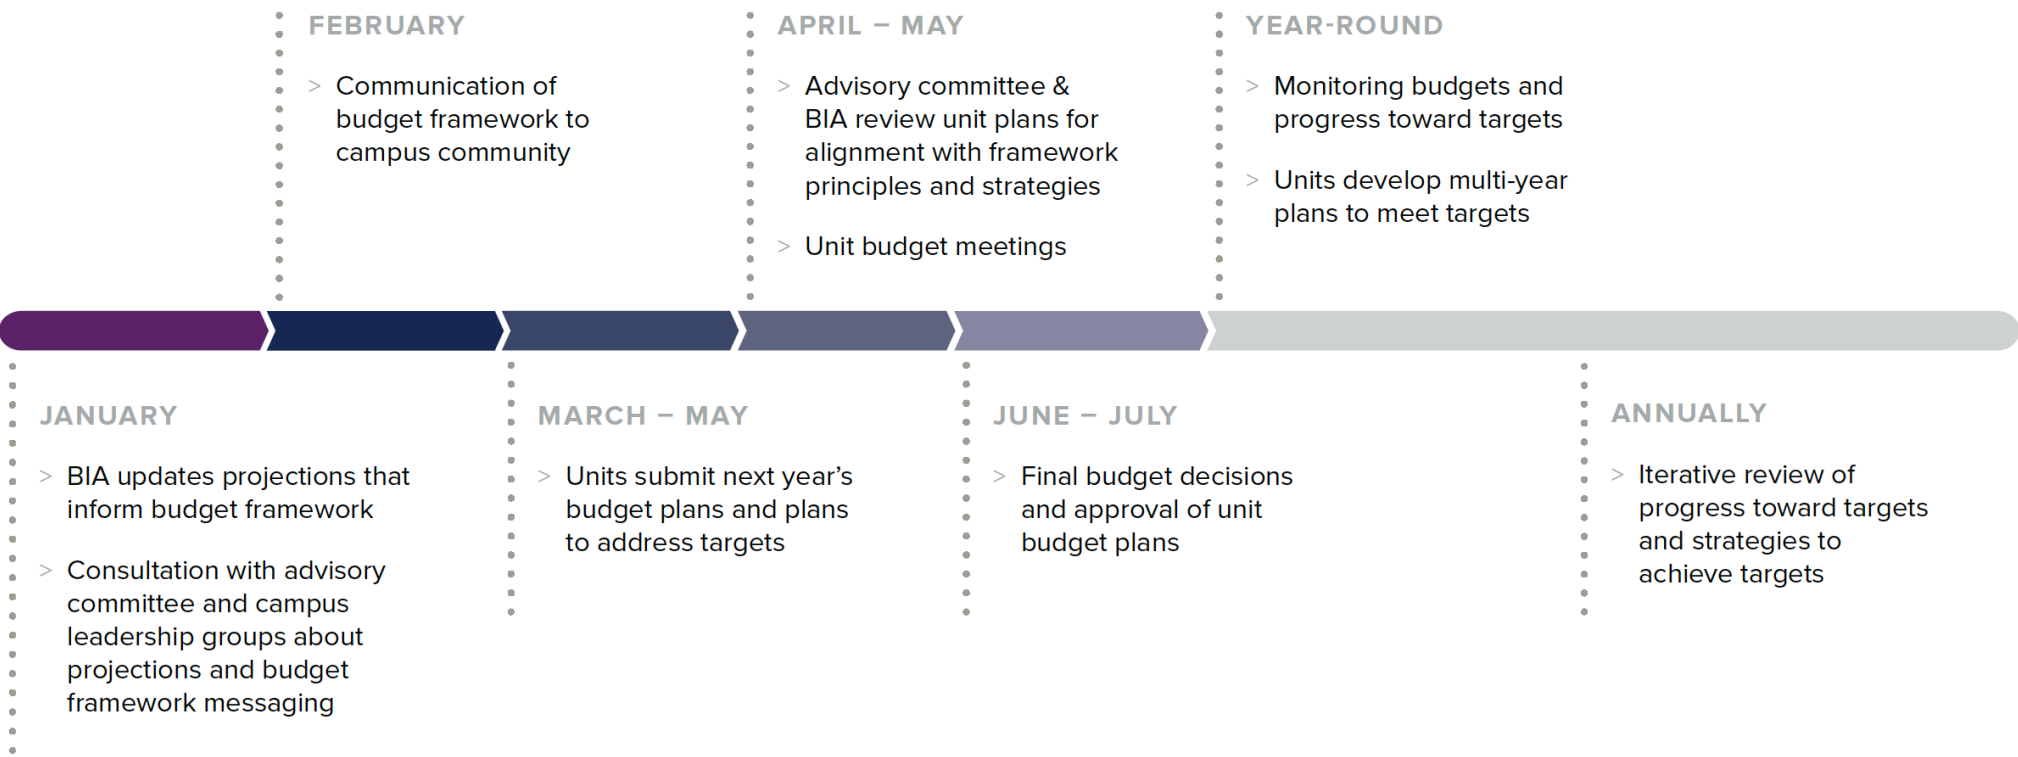 FEBRUARY
> Communication of
budget framework to
campus community
APRIL – MAY
> Advisory committee &
BIA review unit plans for
alignment with framework
principles and strategies
> Unit budget meetings
YEAR-ROUND
> Monitoring budgets and
progress toward targets
> Units develop multi-year
plans to meet targets
JANUARY
> BIA updates projections that
inform budget framework
> Consultation with advisory
committee and campus
leadership groups about
projections and budget
framework messaging
MARCH – MAY
> Units submit next year’s
budget plans and plans
to address targets
JUNE – JULY
> Final budget decisions
and approval of unit
budget plans
ANNUALLY
> Iterative review of
progress toward targets
and strategies to
achieve targets